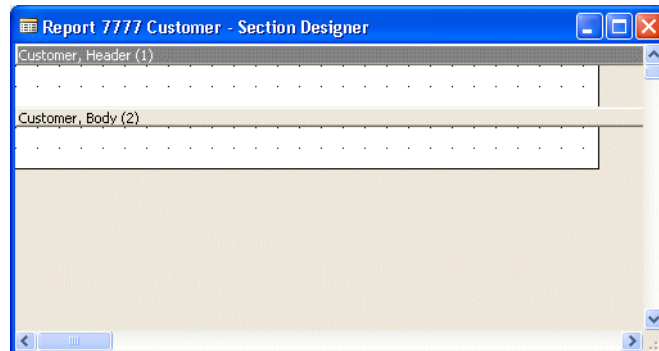 Report 7777 Customer - Section Designer
Customer, Header (1)
Customer, Body (2)